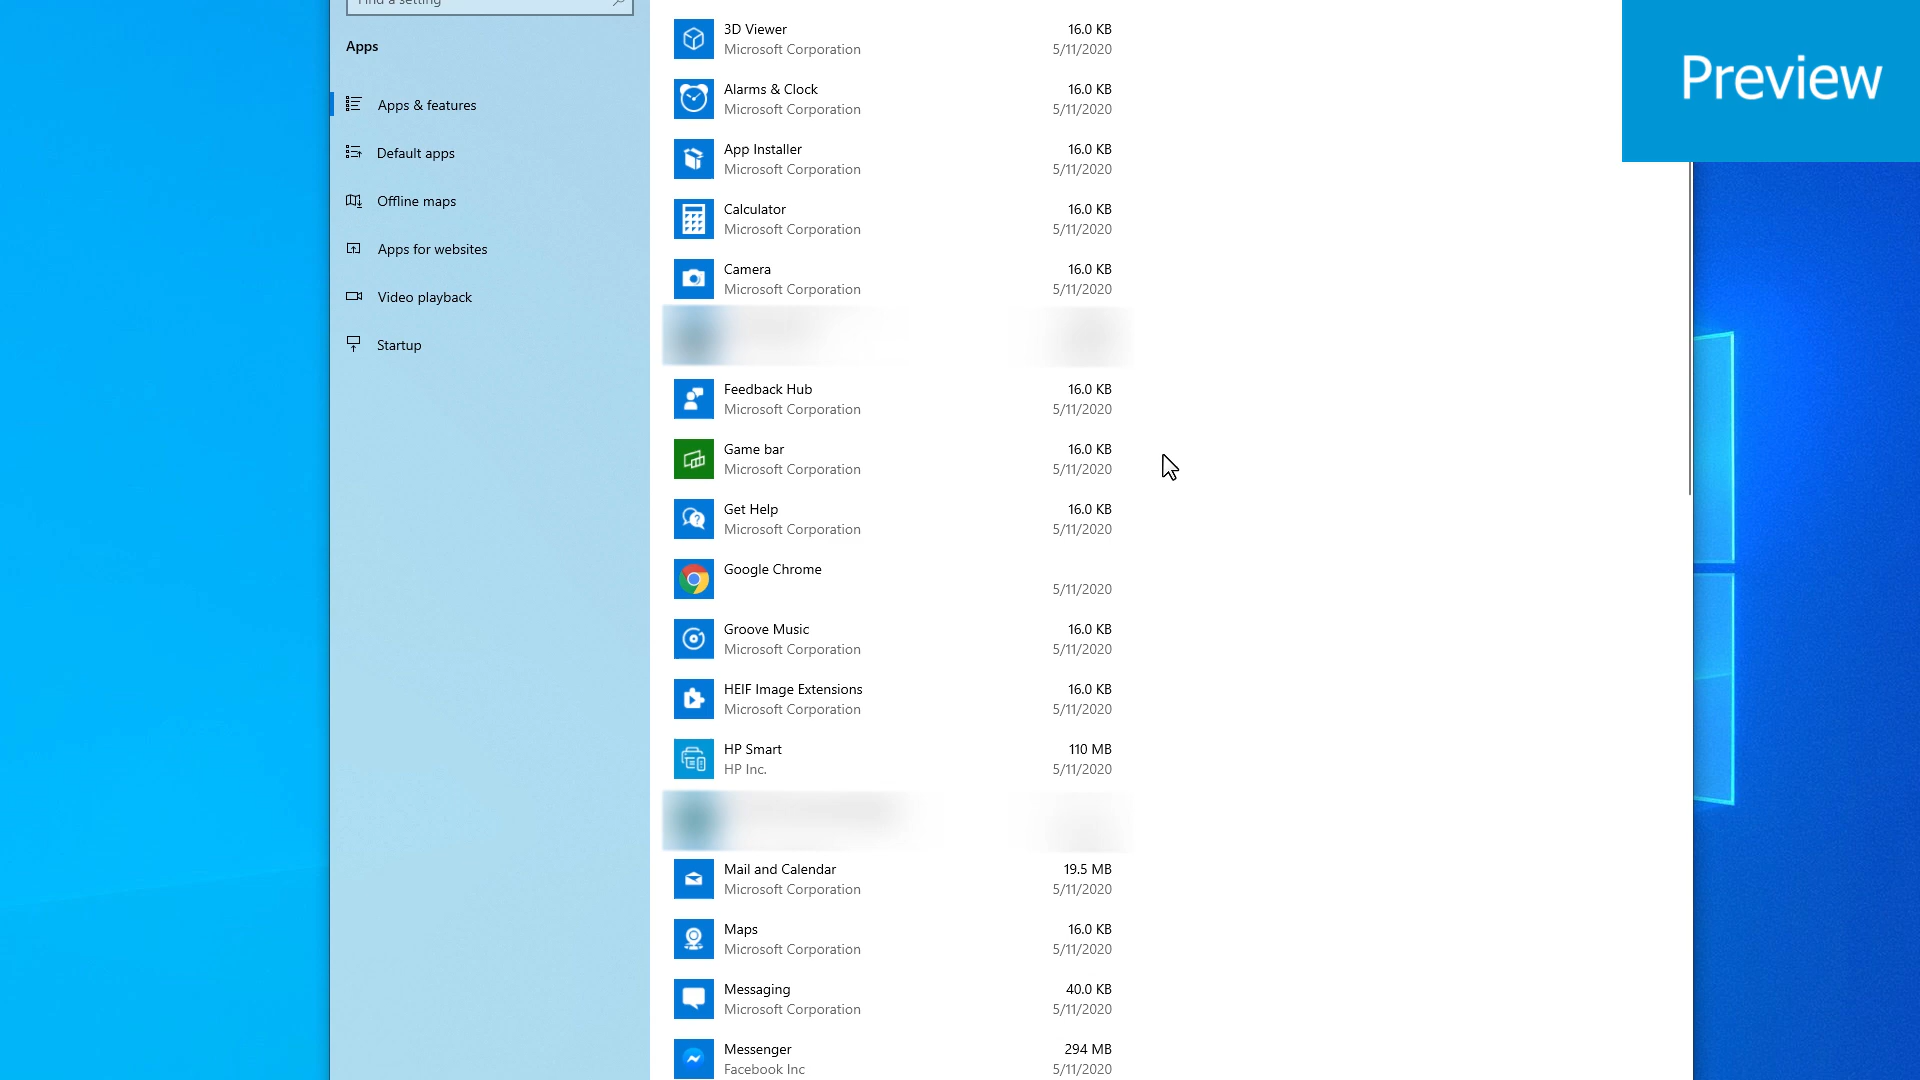 Find a setting
Apps
Apps & features
Default apps
Offline maps
Apps for websites
Video playback
Startup
3D Viewer 16.0 KB
Microsoft Corporation 5/11/2020
Alarms & Clock 16.0 KB
Microsoft Corporation 5/11/2020
App Installer 16.0 KB
Microsoft Corporation 5/11/2020
Calculator 16.0 KB
Microsoft Corporation 5/11/2020
Camera 16.0 KB
Microsoft Corporation 5/11/2020
Feedback Hub 16.0 KB
Microsoft Corporation 5/11/2020
Game bar 16.0 KB
Microsoft Corporation 5/11/2020
Get Help 16.0 KB
Microsoft Corporation 5/11/2020
Google Chrome
5/11/2020
Groove Music 16.0 KB
Microsoft Corporation 5/11/2020
HEIF Image Extensions 16.0 KB
Microsoft Corporation 5/11/2020
HP Smart 110 MB
HP Inc. 5/11/2020
Mail and Calendar 19.5 MB
Microsoft Corporation 5/11/2020
Maps 16.0 KB
Microsoft Corporation 5/11/2020
Messaging 40.0 KB
Microsoft Corporation 5/11/2020
Messenger 294 MB
Facebook Inc 5/11/2020
Preview